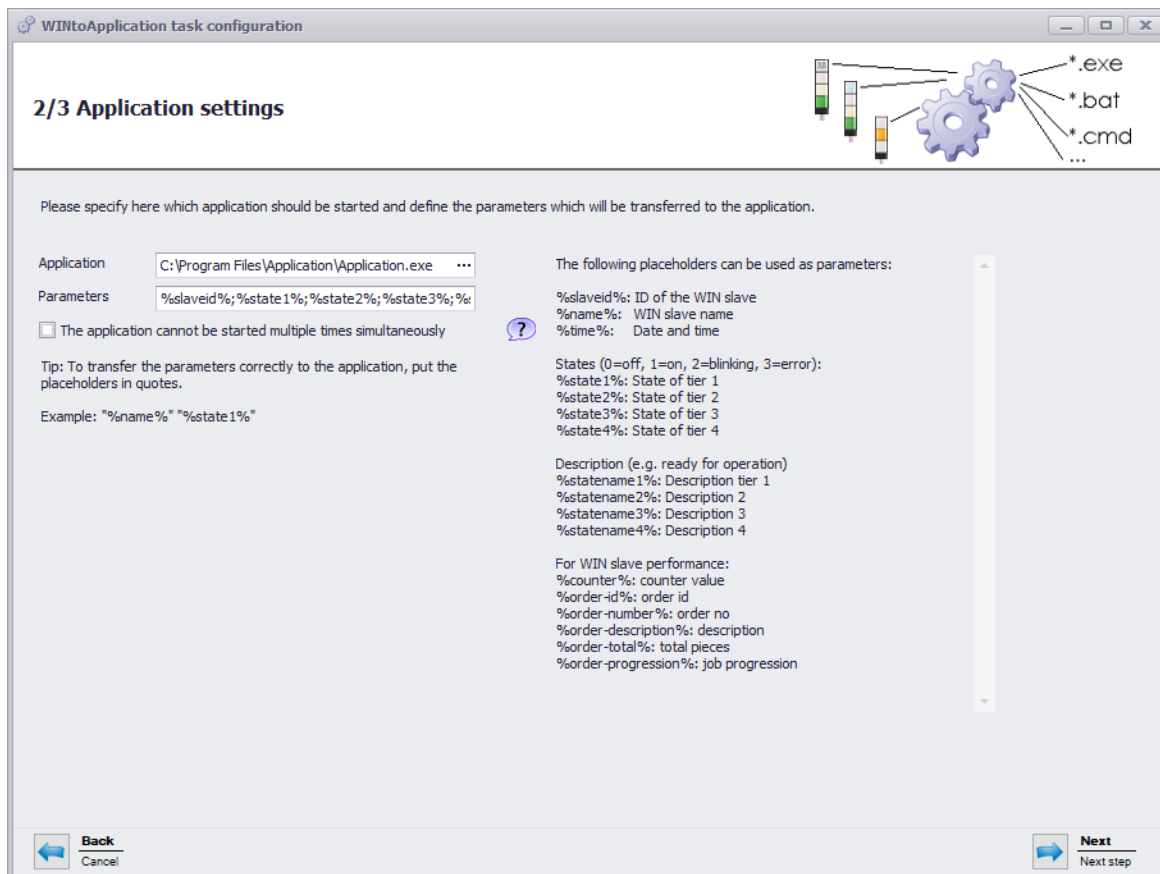 WINtoApplication task configuration
2/3 Application settings
*.exe
*.bat
*.cmd
...
Please specify here which application should be started and define the parameters which will be transferred to the application.
Application
C:\Program Files\Application\Application.exe ...
Parameters
%slaveid%;%state1%;%state2%;%state3%;%
The application cannot be started multiple times simultaneously
?
Tip: To transfer the parameters correctly to the application, put the
placeholders in quotes.
Example: "%name%" "%state1%"
The following placeholders can be used as parameters:
%slaveid%: ID of the WIN slave
%name%: WIN slave name
%time%: Date and time
States (0=off, 1=on, 2=blinking, 3=error):
%state1%: State of tier 1
%state2%: State of tier 2
%state3%: State of tier 3
%state4%: State of tier 4
Description (e.g. ready for operation)
%statename1%: Description tier 1
%statename2%: Description 2
%statename3%: Description 3
%statename4%: Description 4
For WIN slave performance:
%counter%: counter value
%order-id%: order id
%order-number%: order no
%order-description%: description
%order-total%: total pieces
%order-progression%: job progression
Back
Cancel
Next
Next step